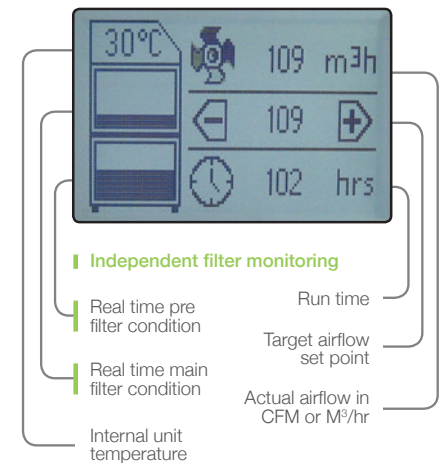 30°C
109 m³h
109
102 hrs
Independent filter monitoring
Real time pre
filter condition
Real time main
filter condition
Internal unit
temperature
Run time
Target airflow
set point
Actual airflow in
CFM or M³/hr